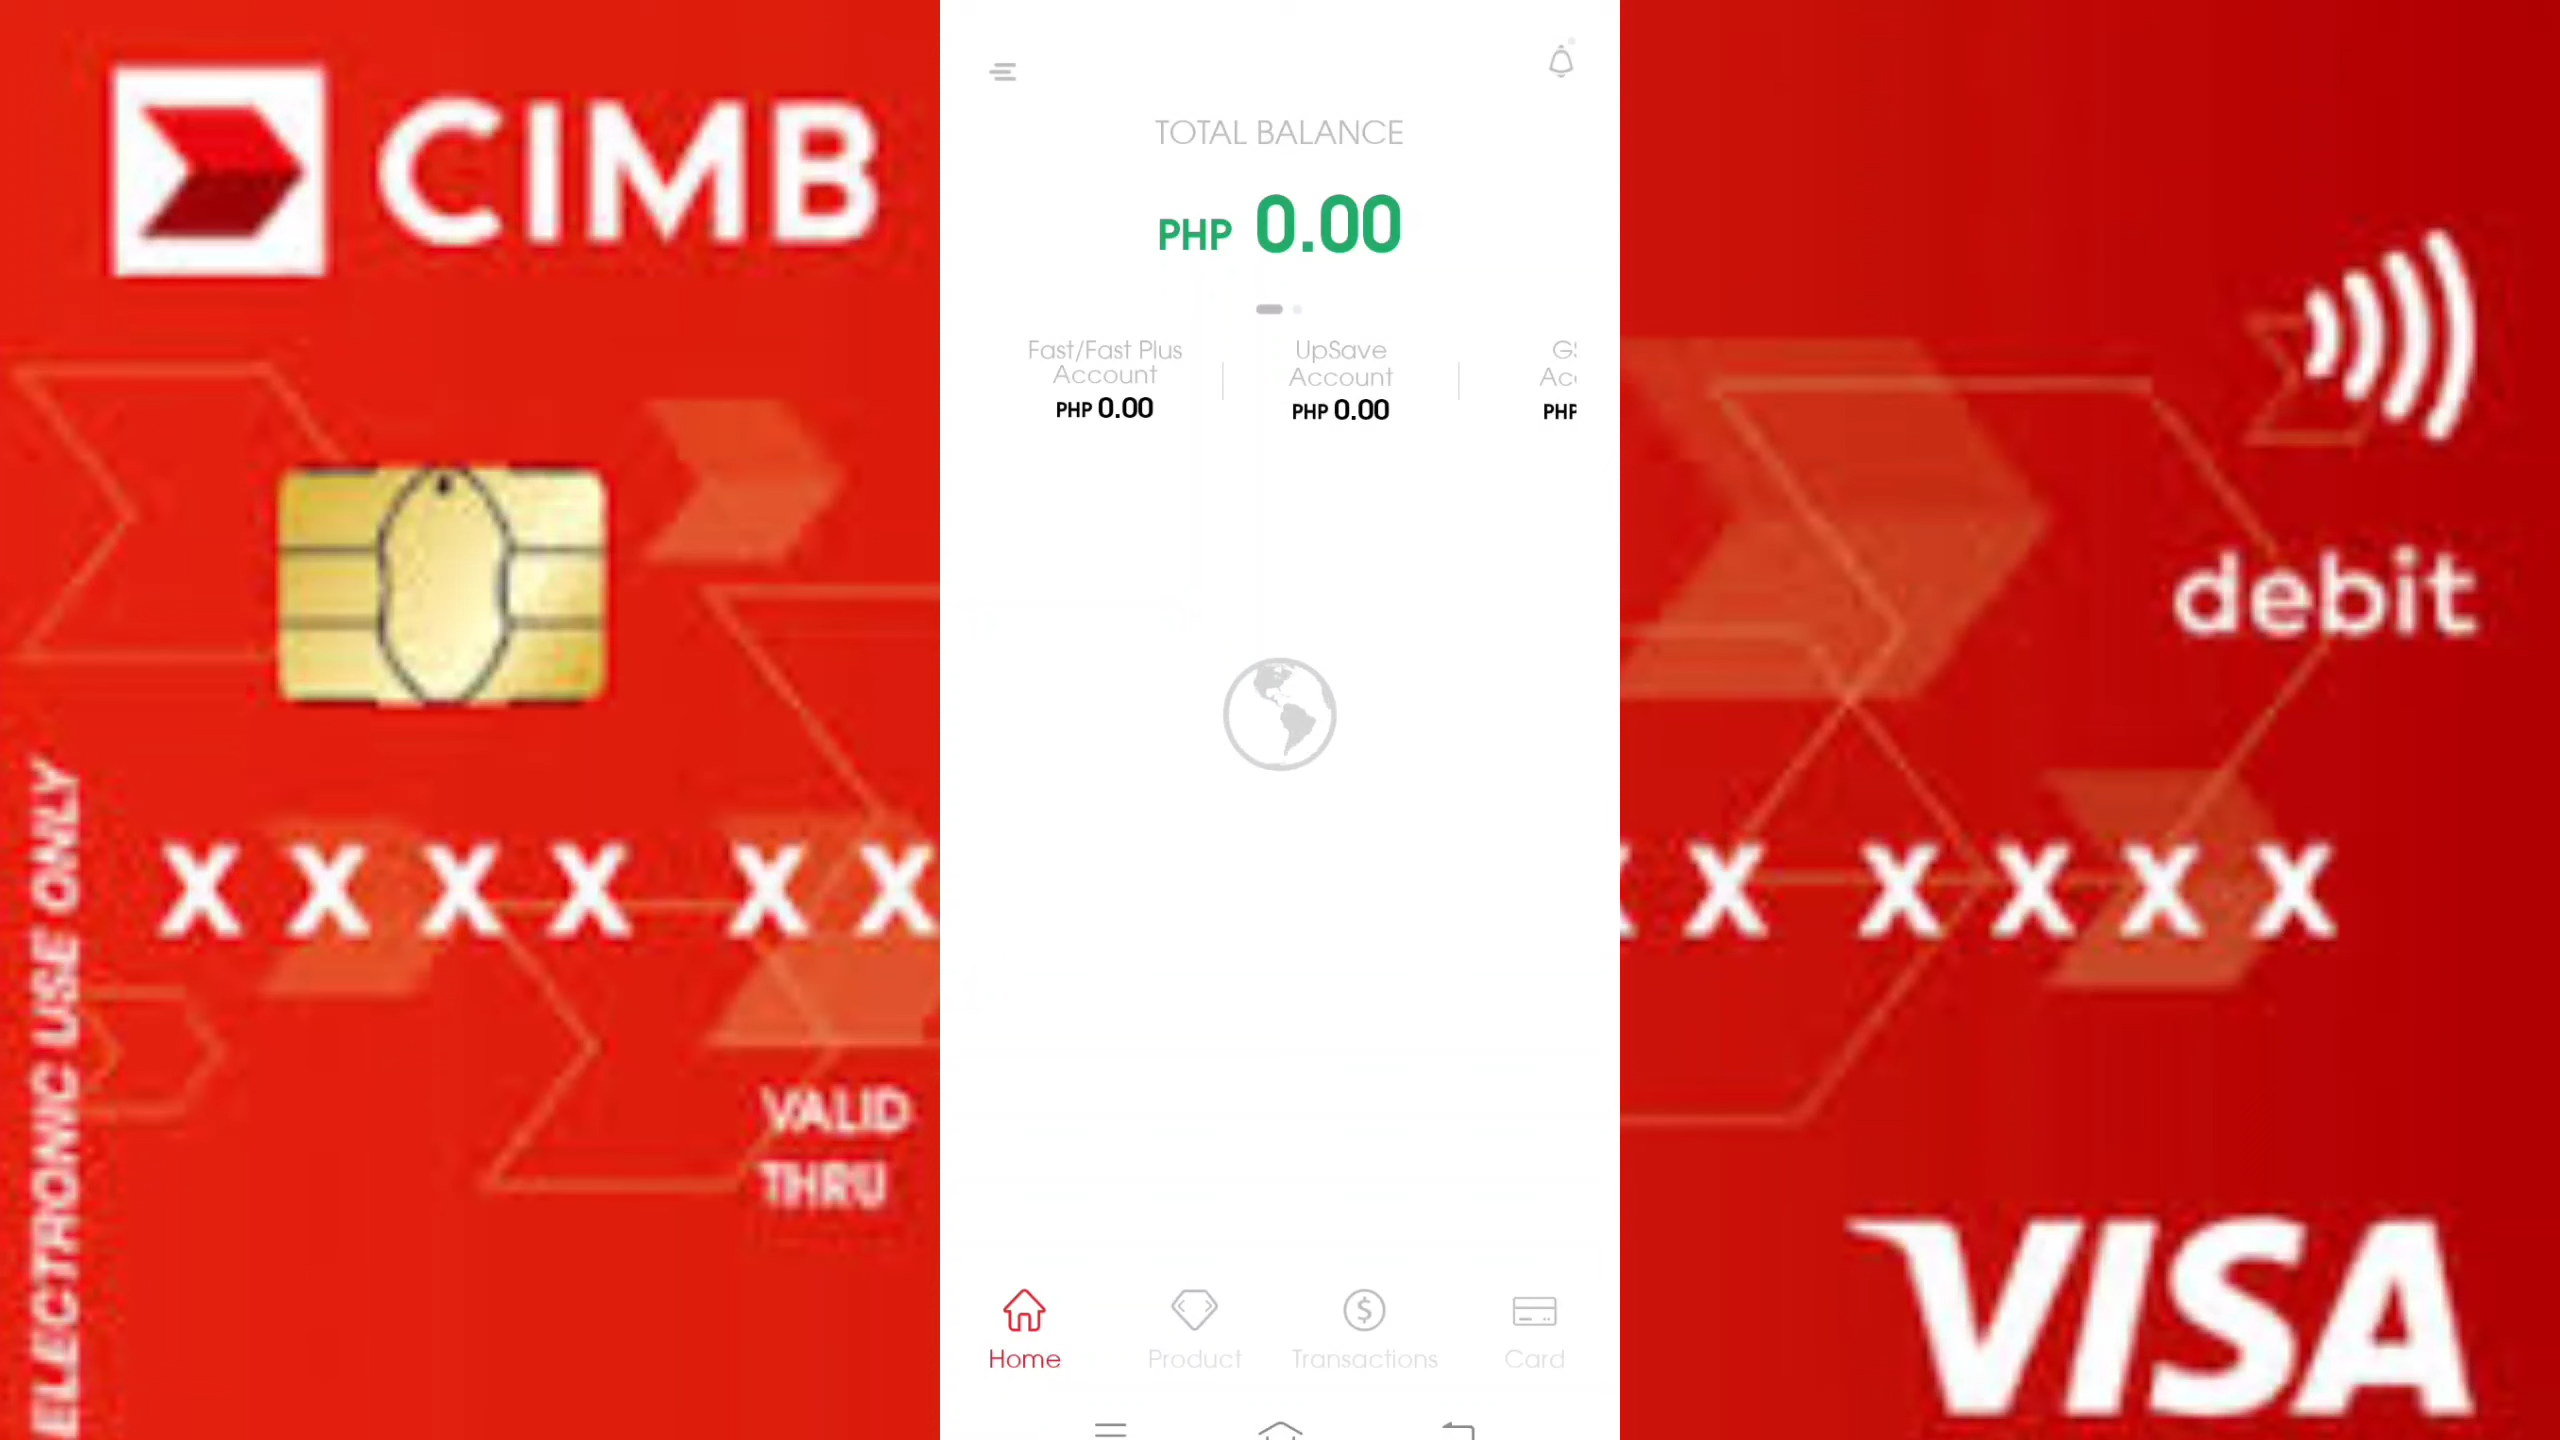 CIMB
debit
X X X X X X
X X X X X
VALID
THRU
ELECTRONIC USE ONLY
VISA
TOTAL BALANCE
PHP 0.00
Fast/Fast Plus
Account
PHP 0.00
UpSave
Account
PHP 0.00
PHP
Home
Product
Transactions
Card